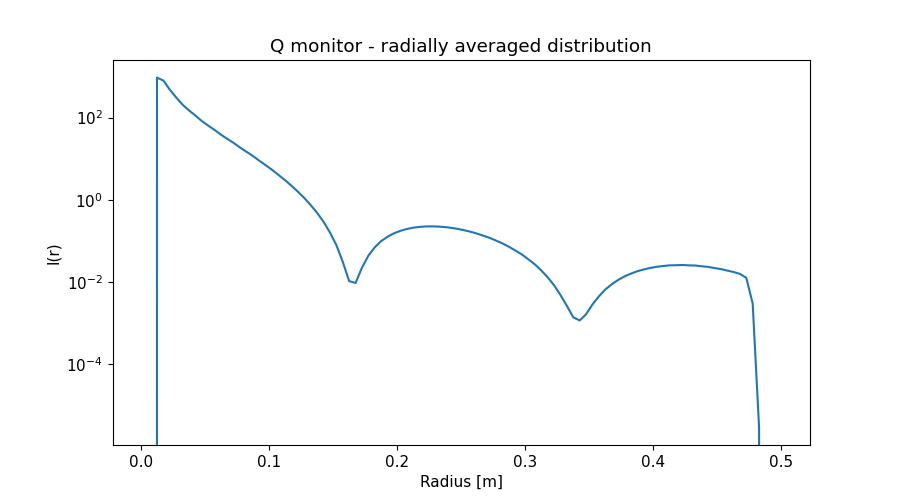 Q monitor - radially averaged distribution
I(r)
10²
10⁰
10⁻²
10⁻⁴
0.0 0.1 0.2 0.3 0.4 0.5
Radius [m]